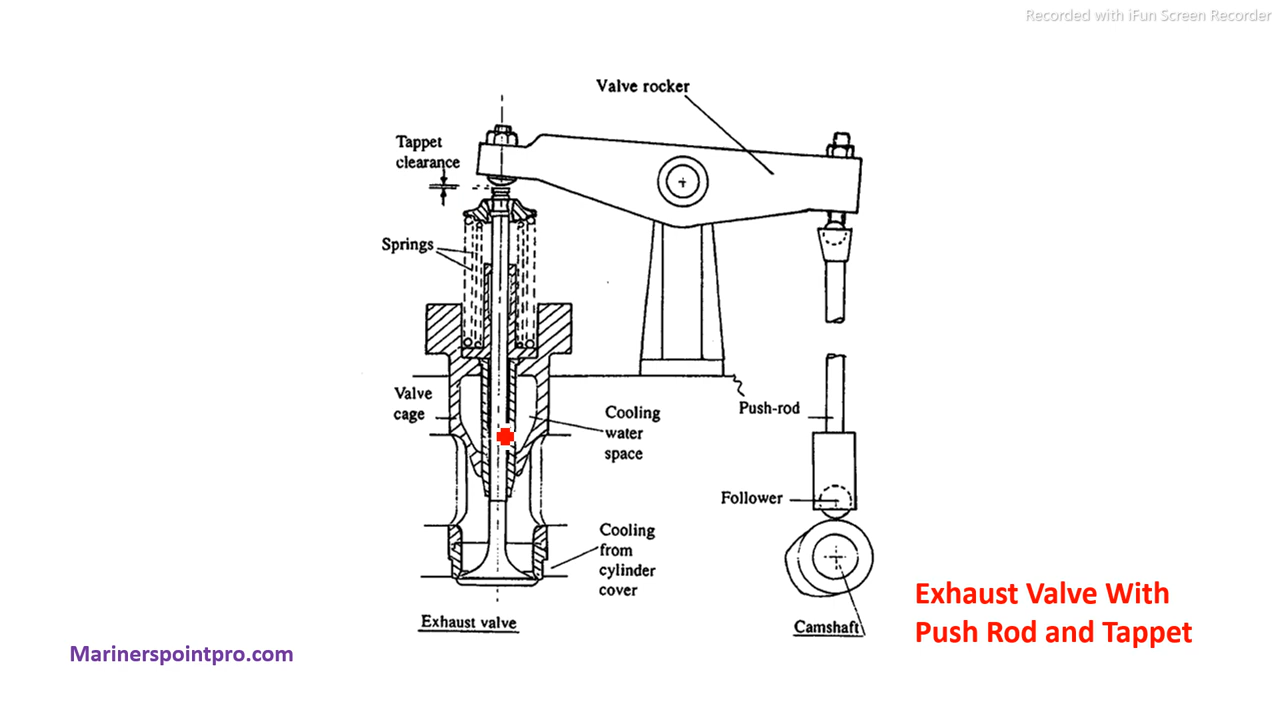 Recorded with iFun Screen Recorder
Valve rocker
Tappet
clearance
Springs
Valve
cage
Cooling
water
space
Push-rod
Follower
Cooling
from
cylinder
cover
Exhaust valve
Camshaft
Exhaust Valve With
Push Rod and Tappet
Marinerspointpro.com